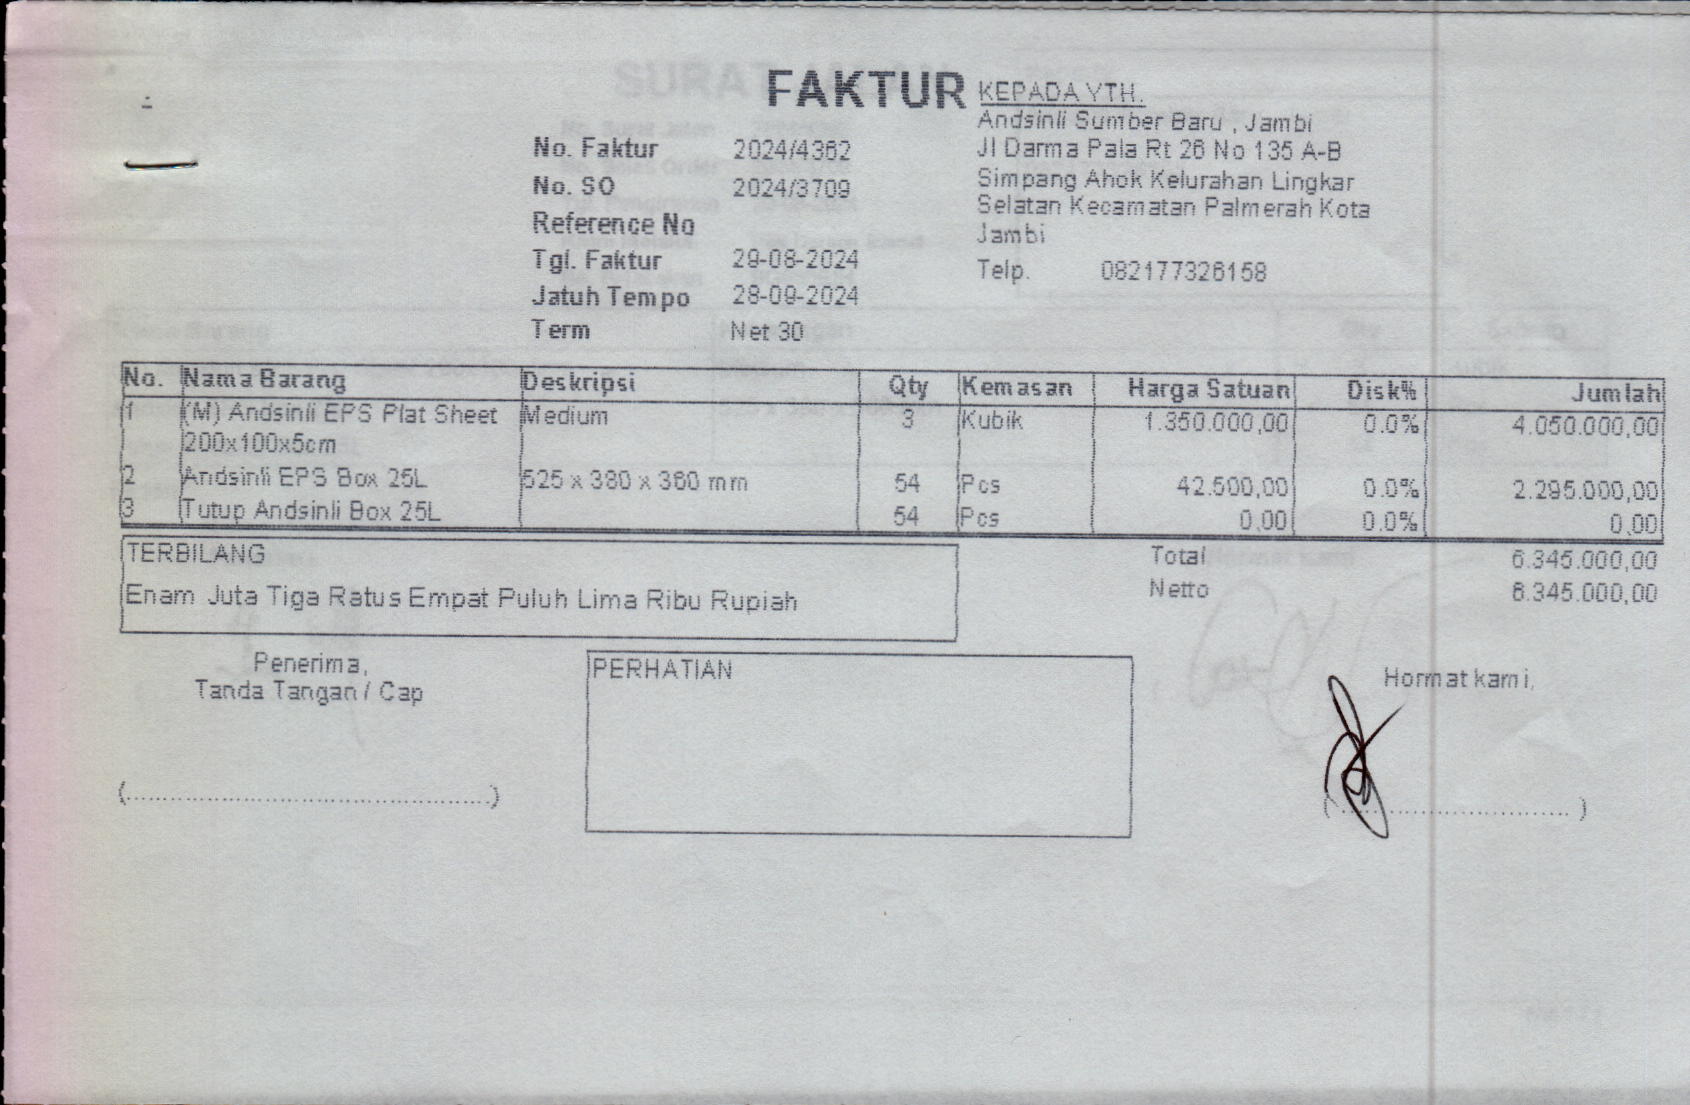 FAKTUR
No. Faktur 2024/4362
No. SO 2024/3709
Reference No
Tgl. Faktur 29-08-2024
Jatuh Tempo 28-09-2024
Term Net 30
KEPADA YTH.
Andsinli Sumber Baru , Jambi
Jl Darma Pala Rt 26 No 135 A-B
Simpang Ahok Kelurahan Lingkar
Selatan Kecamatan Palmerah Kota
Jambi
Telp. 082177326158
No. Nama Barang Deskripsi Qty Kemasan Harga Satuan Disk% Jumlah
1 (M) Andsinli EPS Plat Sheet Medium 3 Kubik 1.350.000,00 0.0% 4.050.000,00
200x100x5cm
2 Andsinli EPS Box 25L 525 x 380 x 360 mm 54 Pcs 42.500,00 0.0% 2.295.000,00
3 Tutup Andsinli Box 25L 54 Pcs 0,00 0.0% 0,00
TERBILANG
Enam Juta Tiga Ratus Empat Puluh Lima Ribu Rupiah
Total 6.345.000,00
Netto 6.345.000,00
Penerima,
Tanda Tangan / Cap
(................................................)
PERHATIAN
Hormat kami,
(................................)